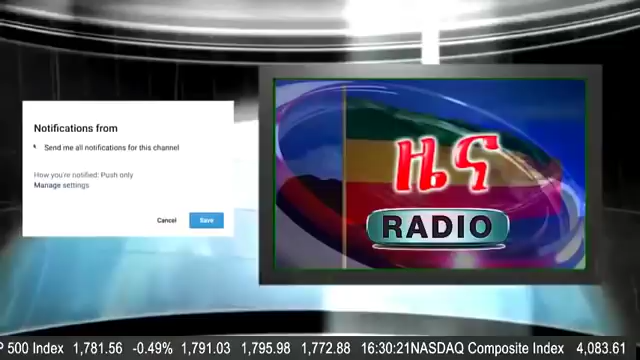 Notifications from
Send me all notifications for this channel
How you're notified: Push only
Manage settings
Cancel
Save
ዜና
RADIO
P 500 Index 1,781.56 -0.49% 1,791.03 1,795.98 1,772.88 16:30:21NASDAQ Composite Index 4,083.61